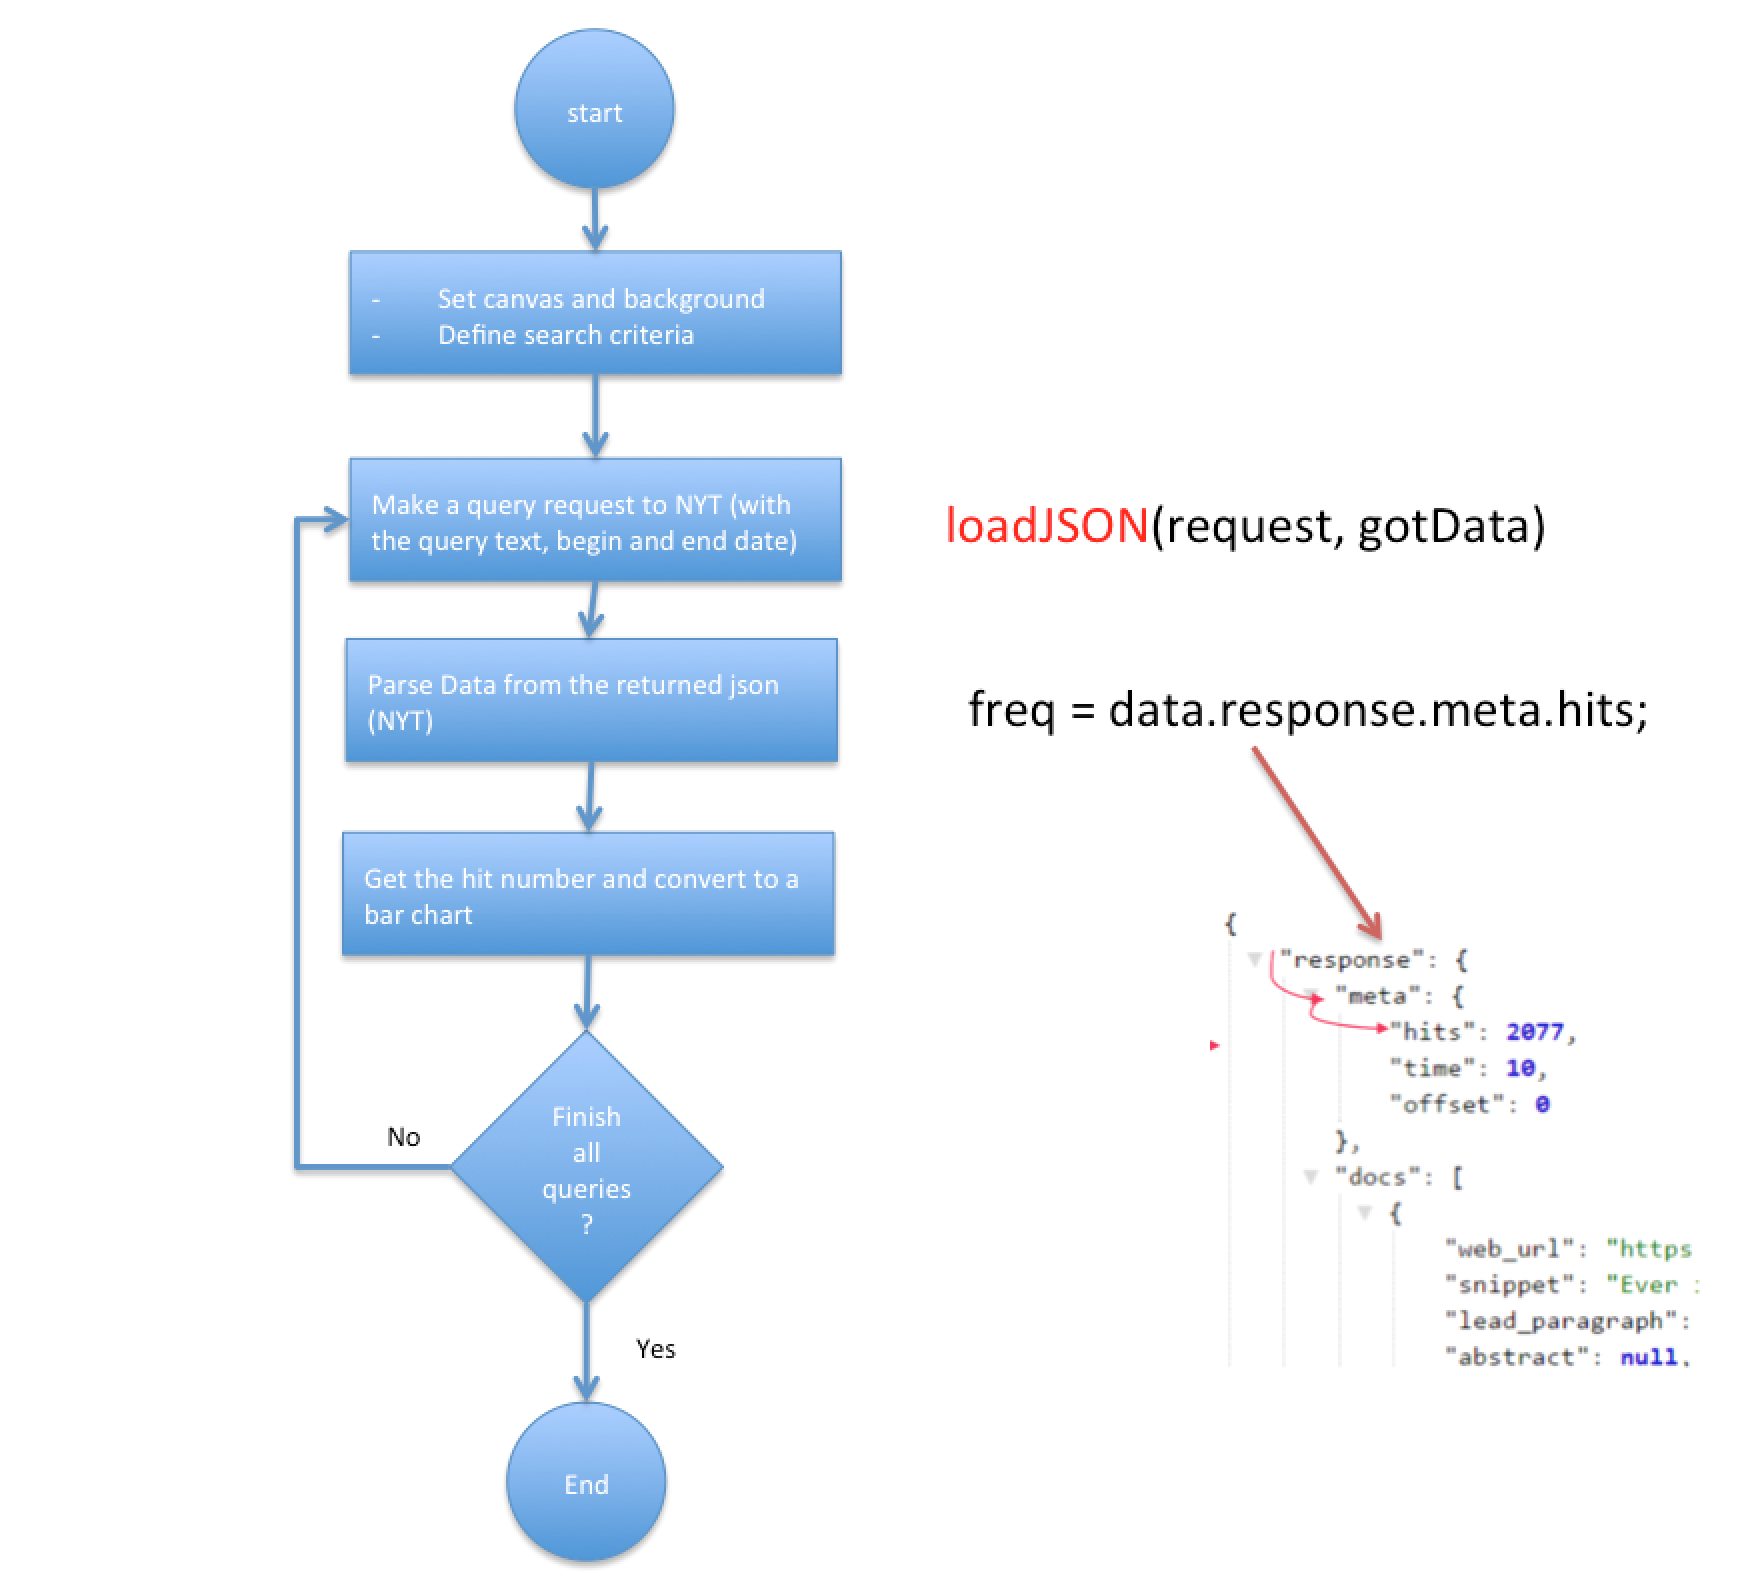 start
- Set canvas and background
- Define search criteria
Make a query request to NYT (with
the query text, begin and end date)
Parse Data from the returned json
(NYT)
Get the hit number and convert to a
bar chart
Finish
all
queries
?
No
Yes
End
loadJSON(request, gotData)
freq = data.response.meta.hits;
{
"response": {
"meta": {
"hits": 2077,
"time": 10,
"offset": 0
},
"docs": [
{
"web_url": "https
"snippet": "Ever :
"lead_paragraph":
"abstract": null,